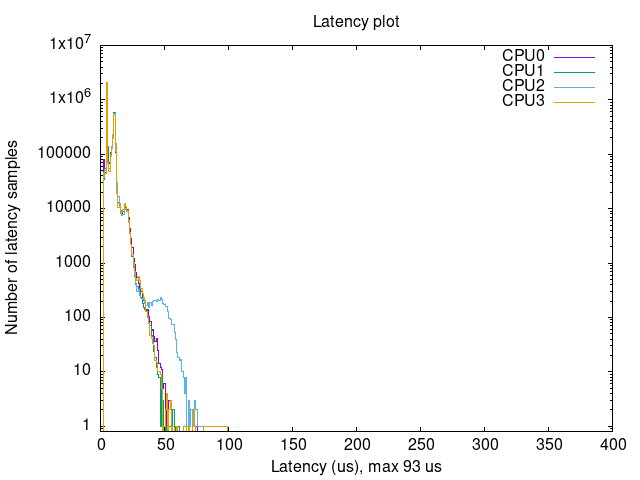 Latency plot
Number of latency samples
1x10^7
1x10^6
100000
10000
1000
100
10
1
CPU0
CPU1
CPU2
CPU3
0 50 100 150 200 250 300 350 400
Latency (us), max 93 us